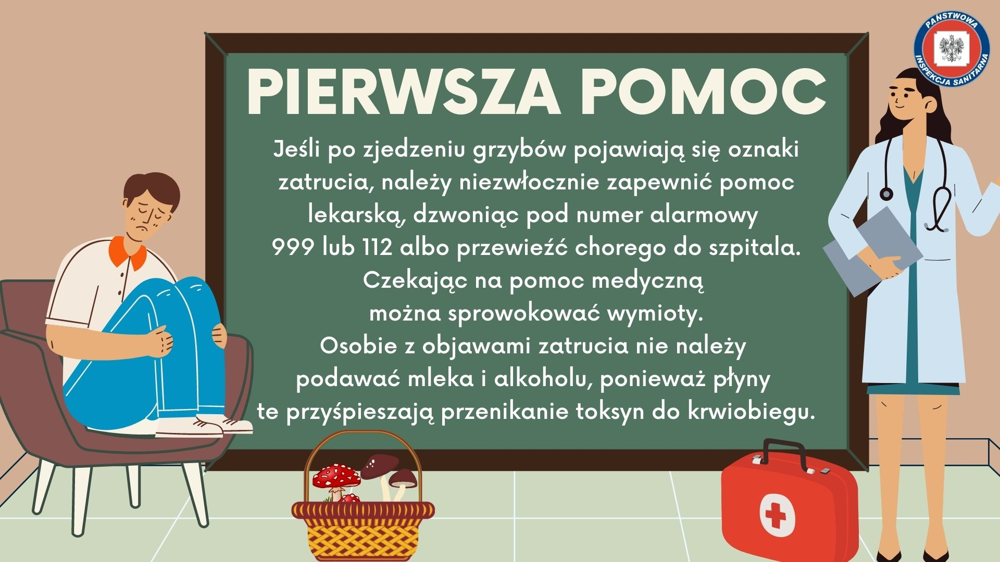 PAŃSTWOWA
INSPEKCJA SANITARNA
PIERWSZA POMOC
Jeśli po zjedzeniu grzybów pojawiają się oznaki
zatrucia, należy niezwłocznie zapewnić pomoc
lekarską, dzwoniąc pod numer alarmowy
999 lub 112 albo przewieźć chorego do szpitala.
Czekając na pomoc medyczną
można sprowokować wymioty.
Osobie z objawami zatrucia nie należy
podawać mleka i alkoholu, ponieważ płyny
te przyśpieszają przenikanie toksyn do krwiobiegu.